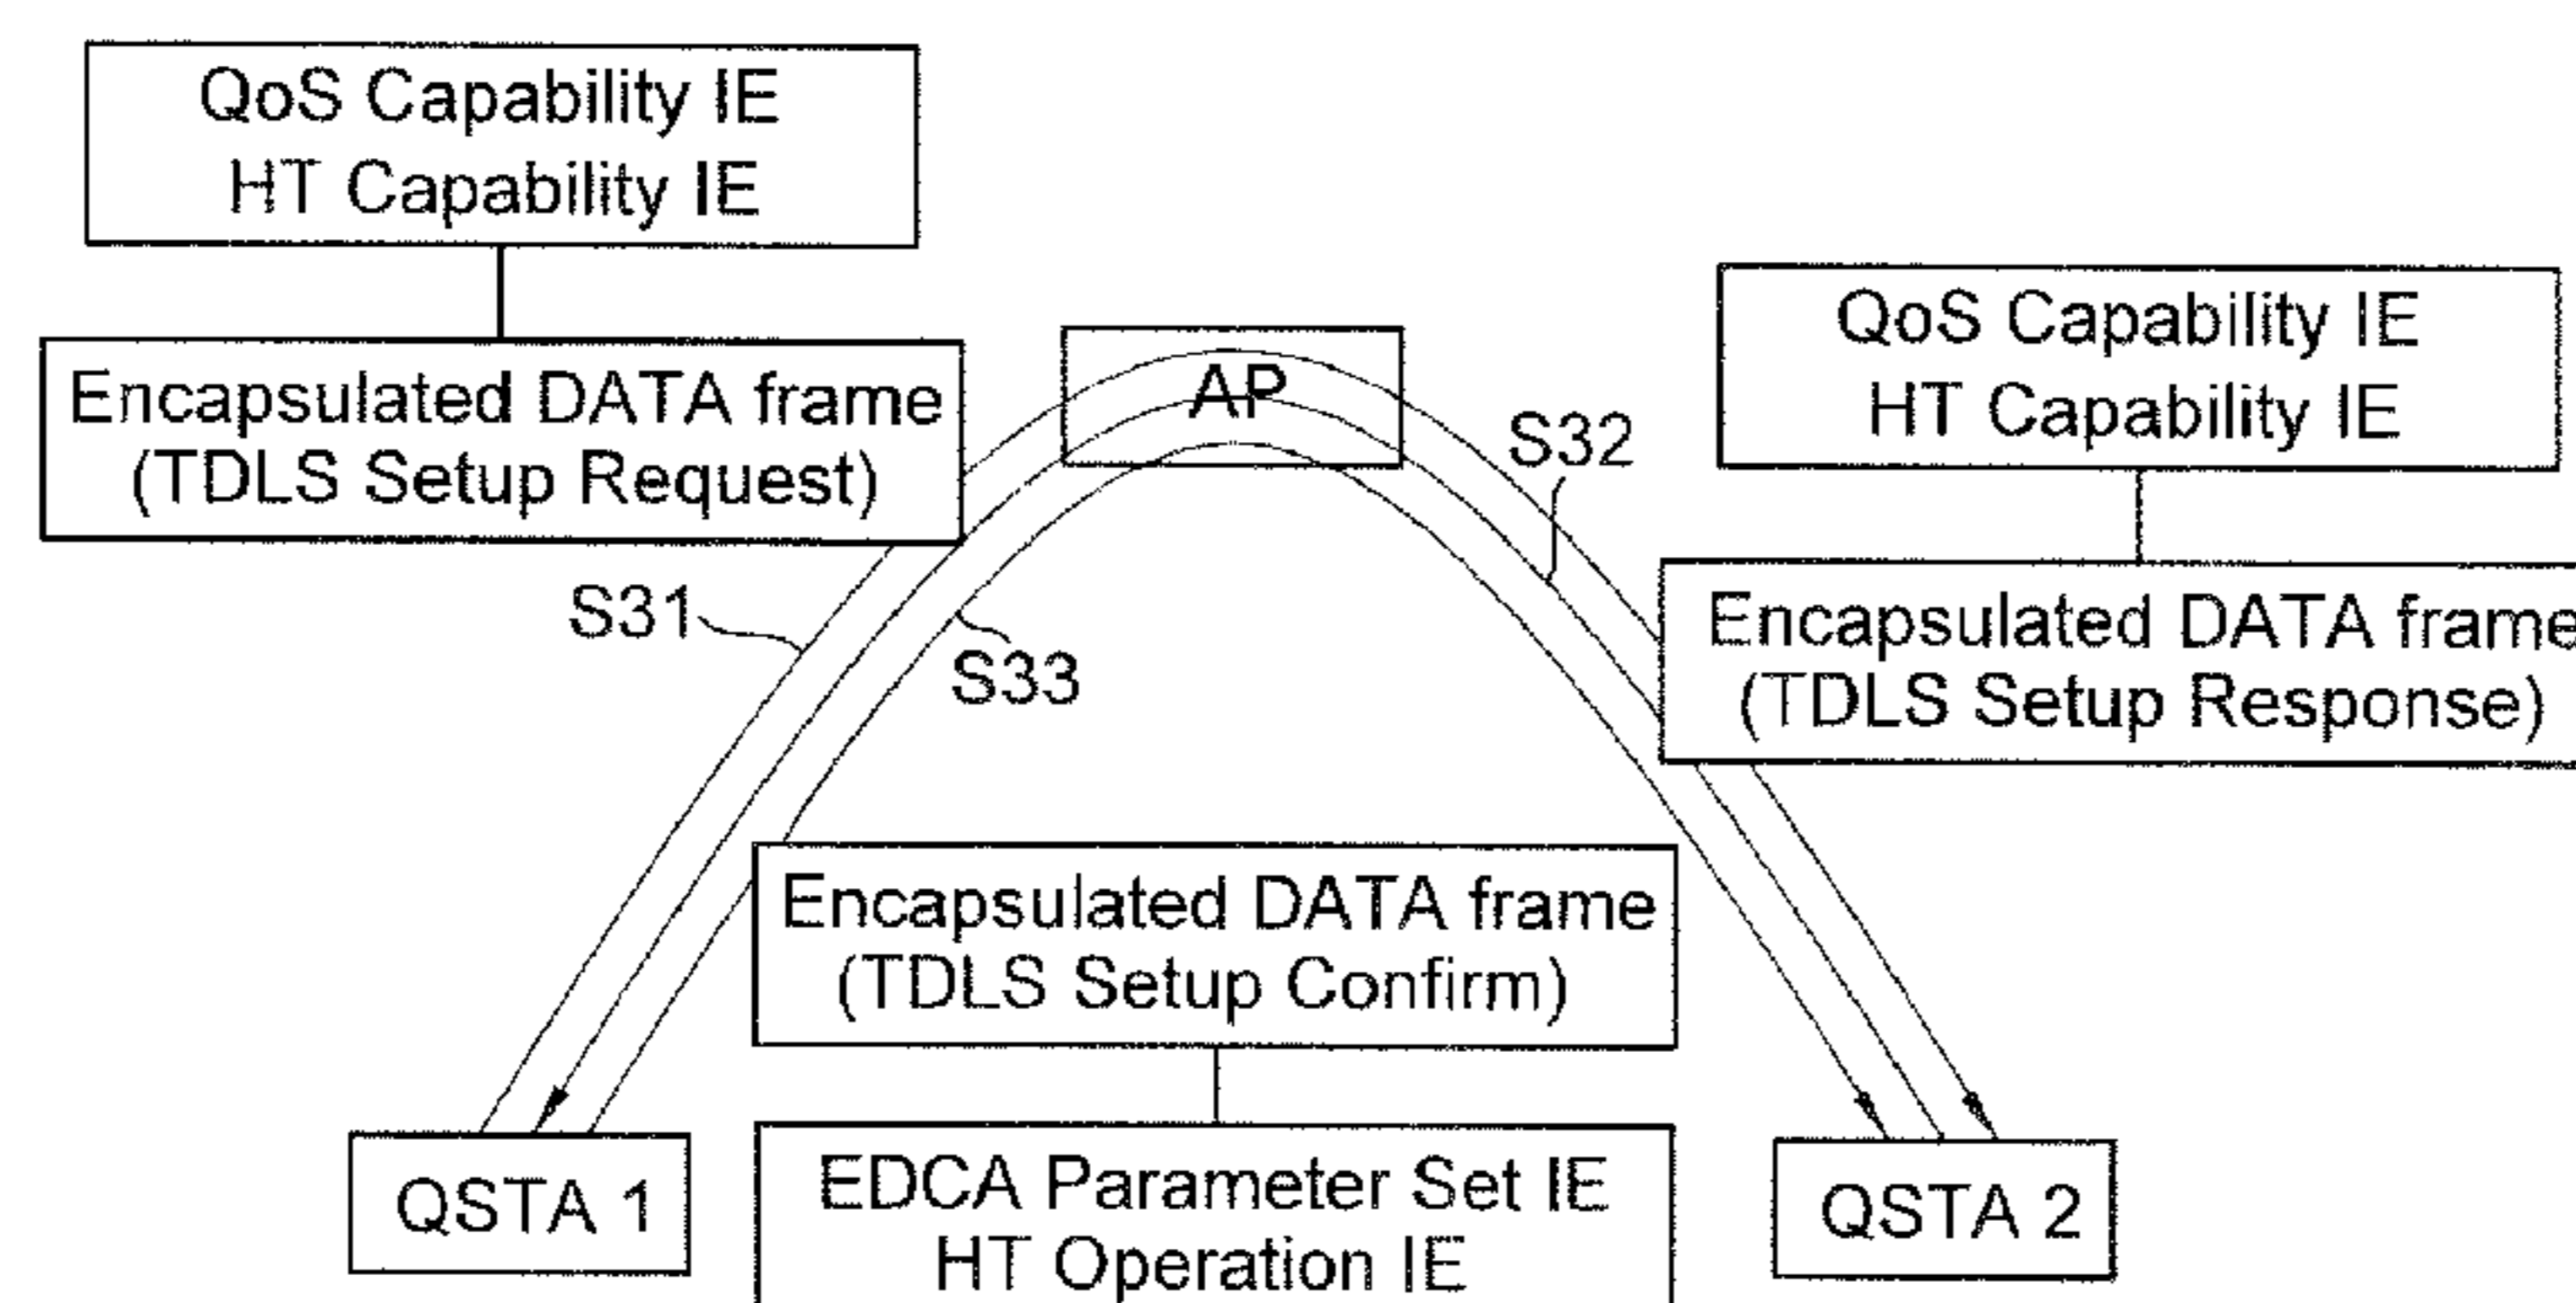 QoS Capability IE
HT Capability IE
Encapsulated DATA frame
(TDLS Setup Request)
AP
S32
QoS Capability IE
HT Capability IE
S31
S33
Encapsulated DATA frame
(TDLS Setup Response)
Encapsulated DATA frame
(TDLS Setup Confirm)
QSTA 1
EDCA Parameter Set IE
HT Operation IE
QSTA 2